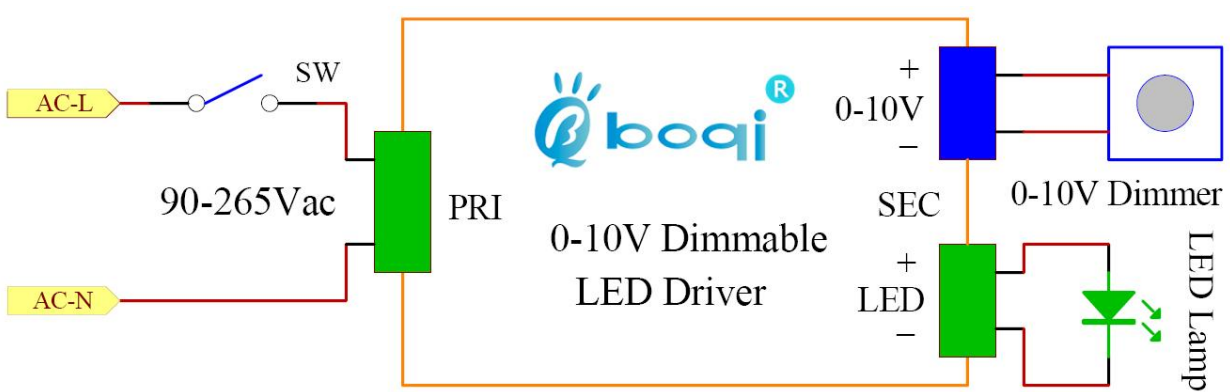 AC-L
SW
90-265Vac
AC-N
PRI
boqi®
0-10V Dimmable
LED Driver
+
0-10V
−
SEC
+
LED
−
0-10V Dimmer
LED Lamp